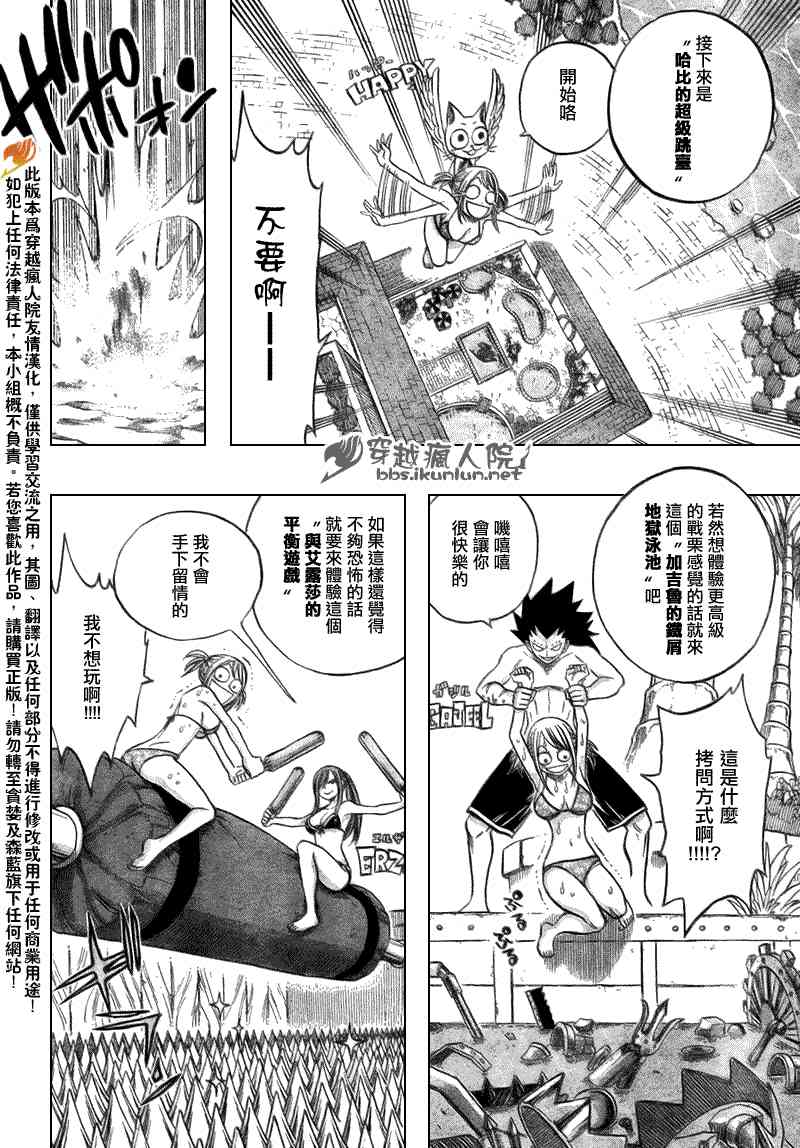 接下來是
“哈比的超級跳臺”
開始咯
ハッピー
HAPPY
不要啊——
ザッポォン
若然想體驗更高級
的戰栗感覺的話就來
這個“加吉魯的鐵屑
地獄泳池”吧
嘰嘻嘻
會讓你
很快樂的
ガジル
GAJEEL
這是什麼
拷問方式啊!!!!?
ぷる
ぷる
如果這樣還覺得
不夠恐怖的話
就要來體驗這個
“與艾露莎的
平衡遊戲”
我不會
手下留情的
我不想玩啊!!!!
エルザ
ERZ
穿越瘋人院
bbs.ikunlun.net
此版本爲穿越瘋人院友情漢化，僅供學習交流之用，其圖、翻譯以及任何部分不得進行修改或用于任何商業用途！
如犯上任何法律責任，本小組概不負責。若您喜歡此作品，請購買正版！請勿轉至貪婪及森藍旗下任何網站！